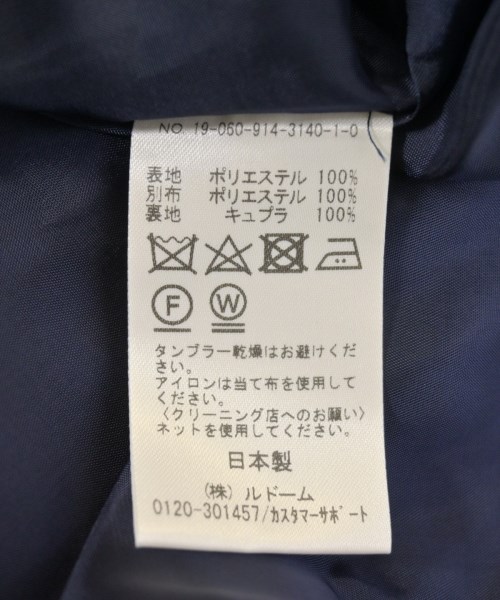 NO. 19-060-914-3140-1-0
表地 ポリエステル 100%
別布 ポリエステル 100%
裏地 キュプラ 100%
F W
タンブラー乾燥はお避けくだ
さい。
アイロンは当て布を使用して
ください。
〈クリーニング店へのお願い〉
ネットを使用してください。
日本製
(株) ルドーム
0120-301457/カスタマーサポート